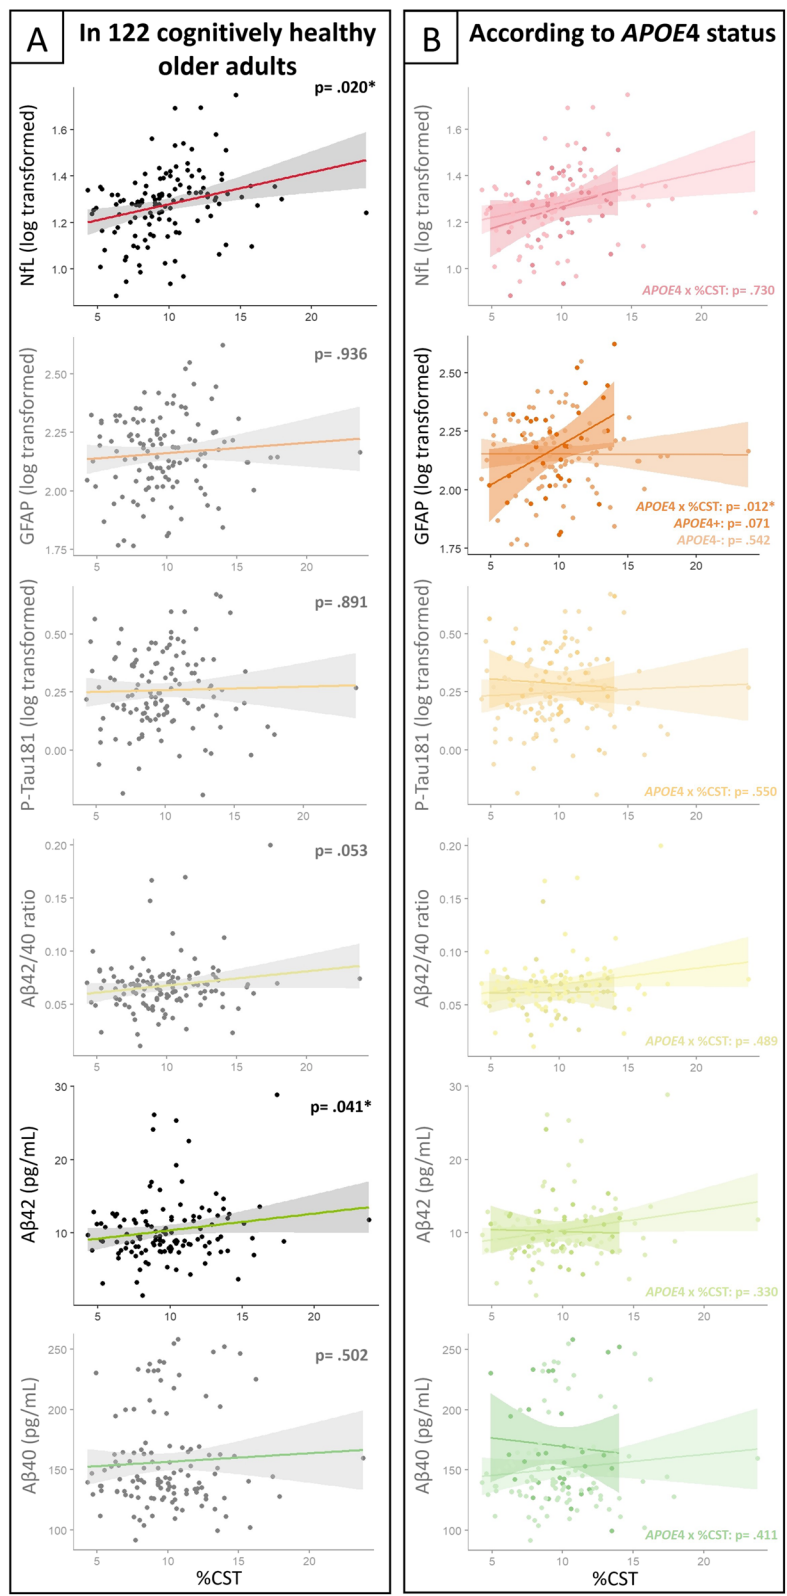 A
In 122 cognitively healthy
older adults
p= .020*
NfL (log transformed)
1.6
1.4
1.2
1.0
5 10 15 20
p= .936
GFAP (log transformed)
2.50
2.25
2.00
1.75
5 10 15 20
p= .891
P-Tau181 (log transformed)
0.50
0.25
0.00
5 10 15 20
p= .053
Aβ42/40 ratio
0.20
0.15
0.10
0.05
5 10 15 20
p= .041*
Aβ42 (pg/mL)
30
20
10
5 10 15 20
p= .502
Aβ40 (pg/mL)
250
200
150
100
5 10 15 20
%CST
B
According to APOE4 status
NfL (log transformed)
1.6
1.4
1.2
1.0
APOE4 x %CST: p= .730
5 10 15 20
GFAP (log transformed)
2.50
2.25
2.00
1.75
APOE4 x %CST: p= .012*
APOE4+: p= .071
APOE4-: p= .542
5 10 15 20
P-Tau181 (log transformed)
0.50
0.25
0.00
APOE4 x %CST: p= .550
5 10 15 20
Aβ42/40 ratio
0.20
0.15
0.10
0.05
APOE4 x %CST: p= .489
5 10 15 20
Aβ42 (pg/mL)
30
20
10
APOE4 x %CST: p= .330
5 10 15 20
Aβ40 (pg/mL)
250
200
150
100
APOE4 x %CST: p= .411
5 10 15 20
%CST